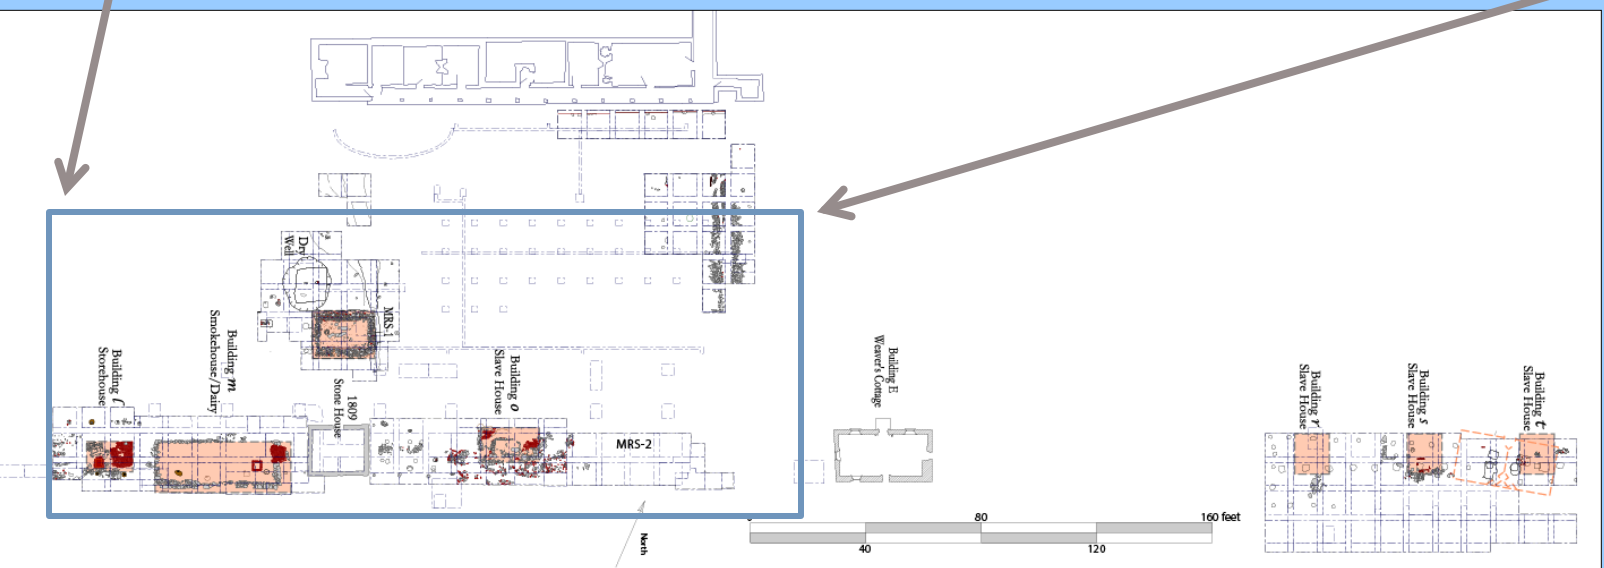 Dry
Well
MRS-1
Building l
Storehouse
Building m
Smokehouse/Dairy
1809
Stone House
Building o
Slave House
MRS-2
Building E
Weaver's Cottage
Building r
Slave House
Building s
Slave House
Building t
Slave House
80
160 feet
40
120
North